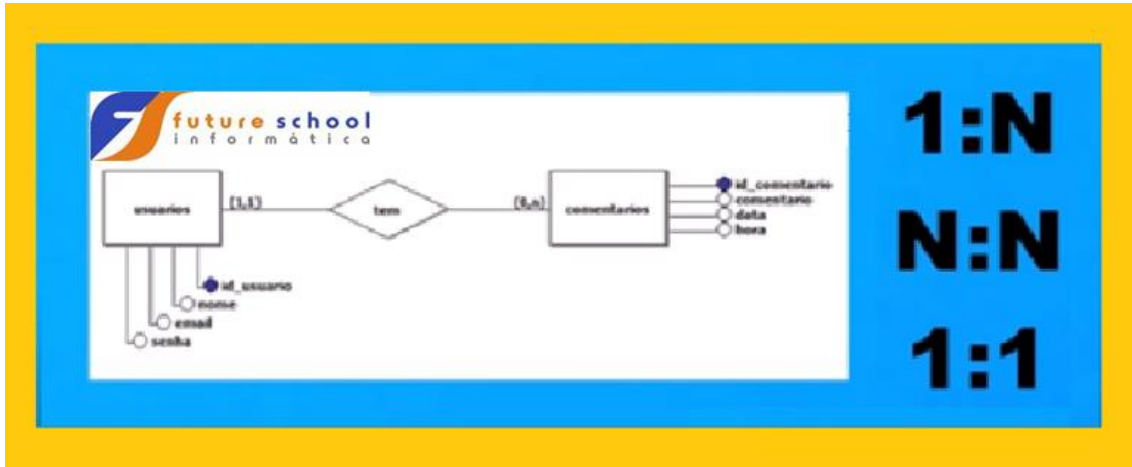 future school
informática
1:N
N:N
1:1
usuarios
(1,1)
tem
(0,n)
comentarios
id_comentario
comentario
data
hora
id_usuario
nome
email
senha